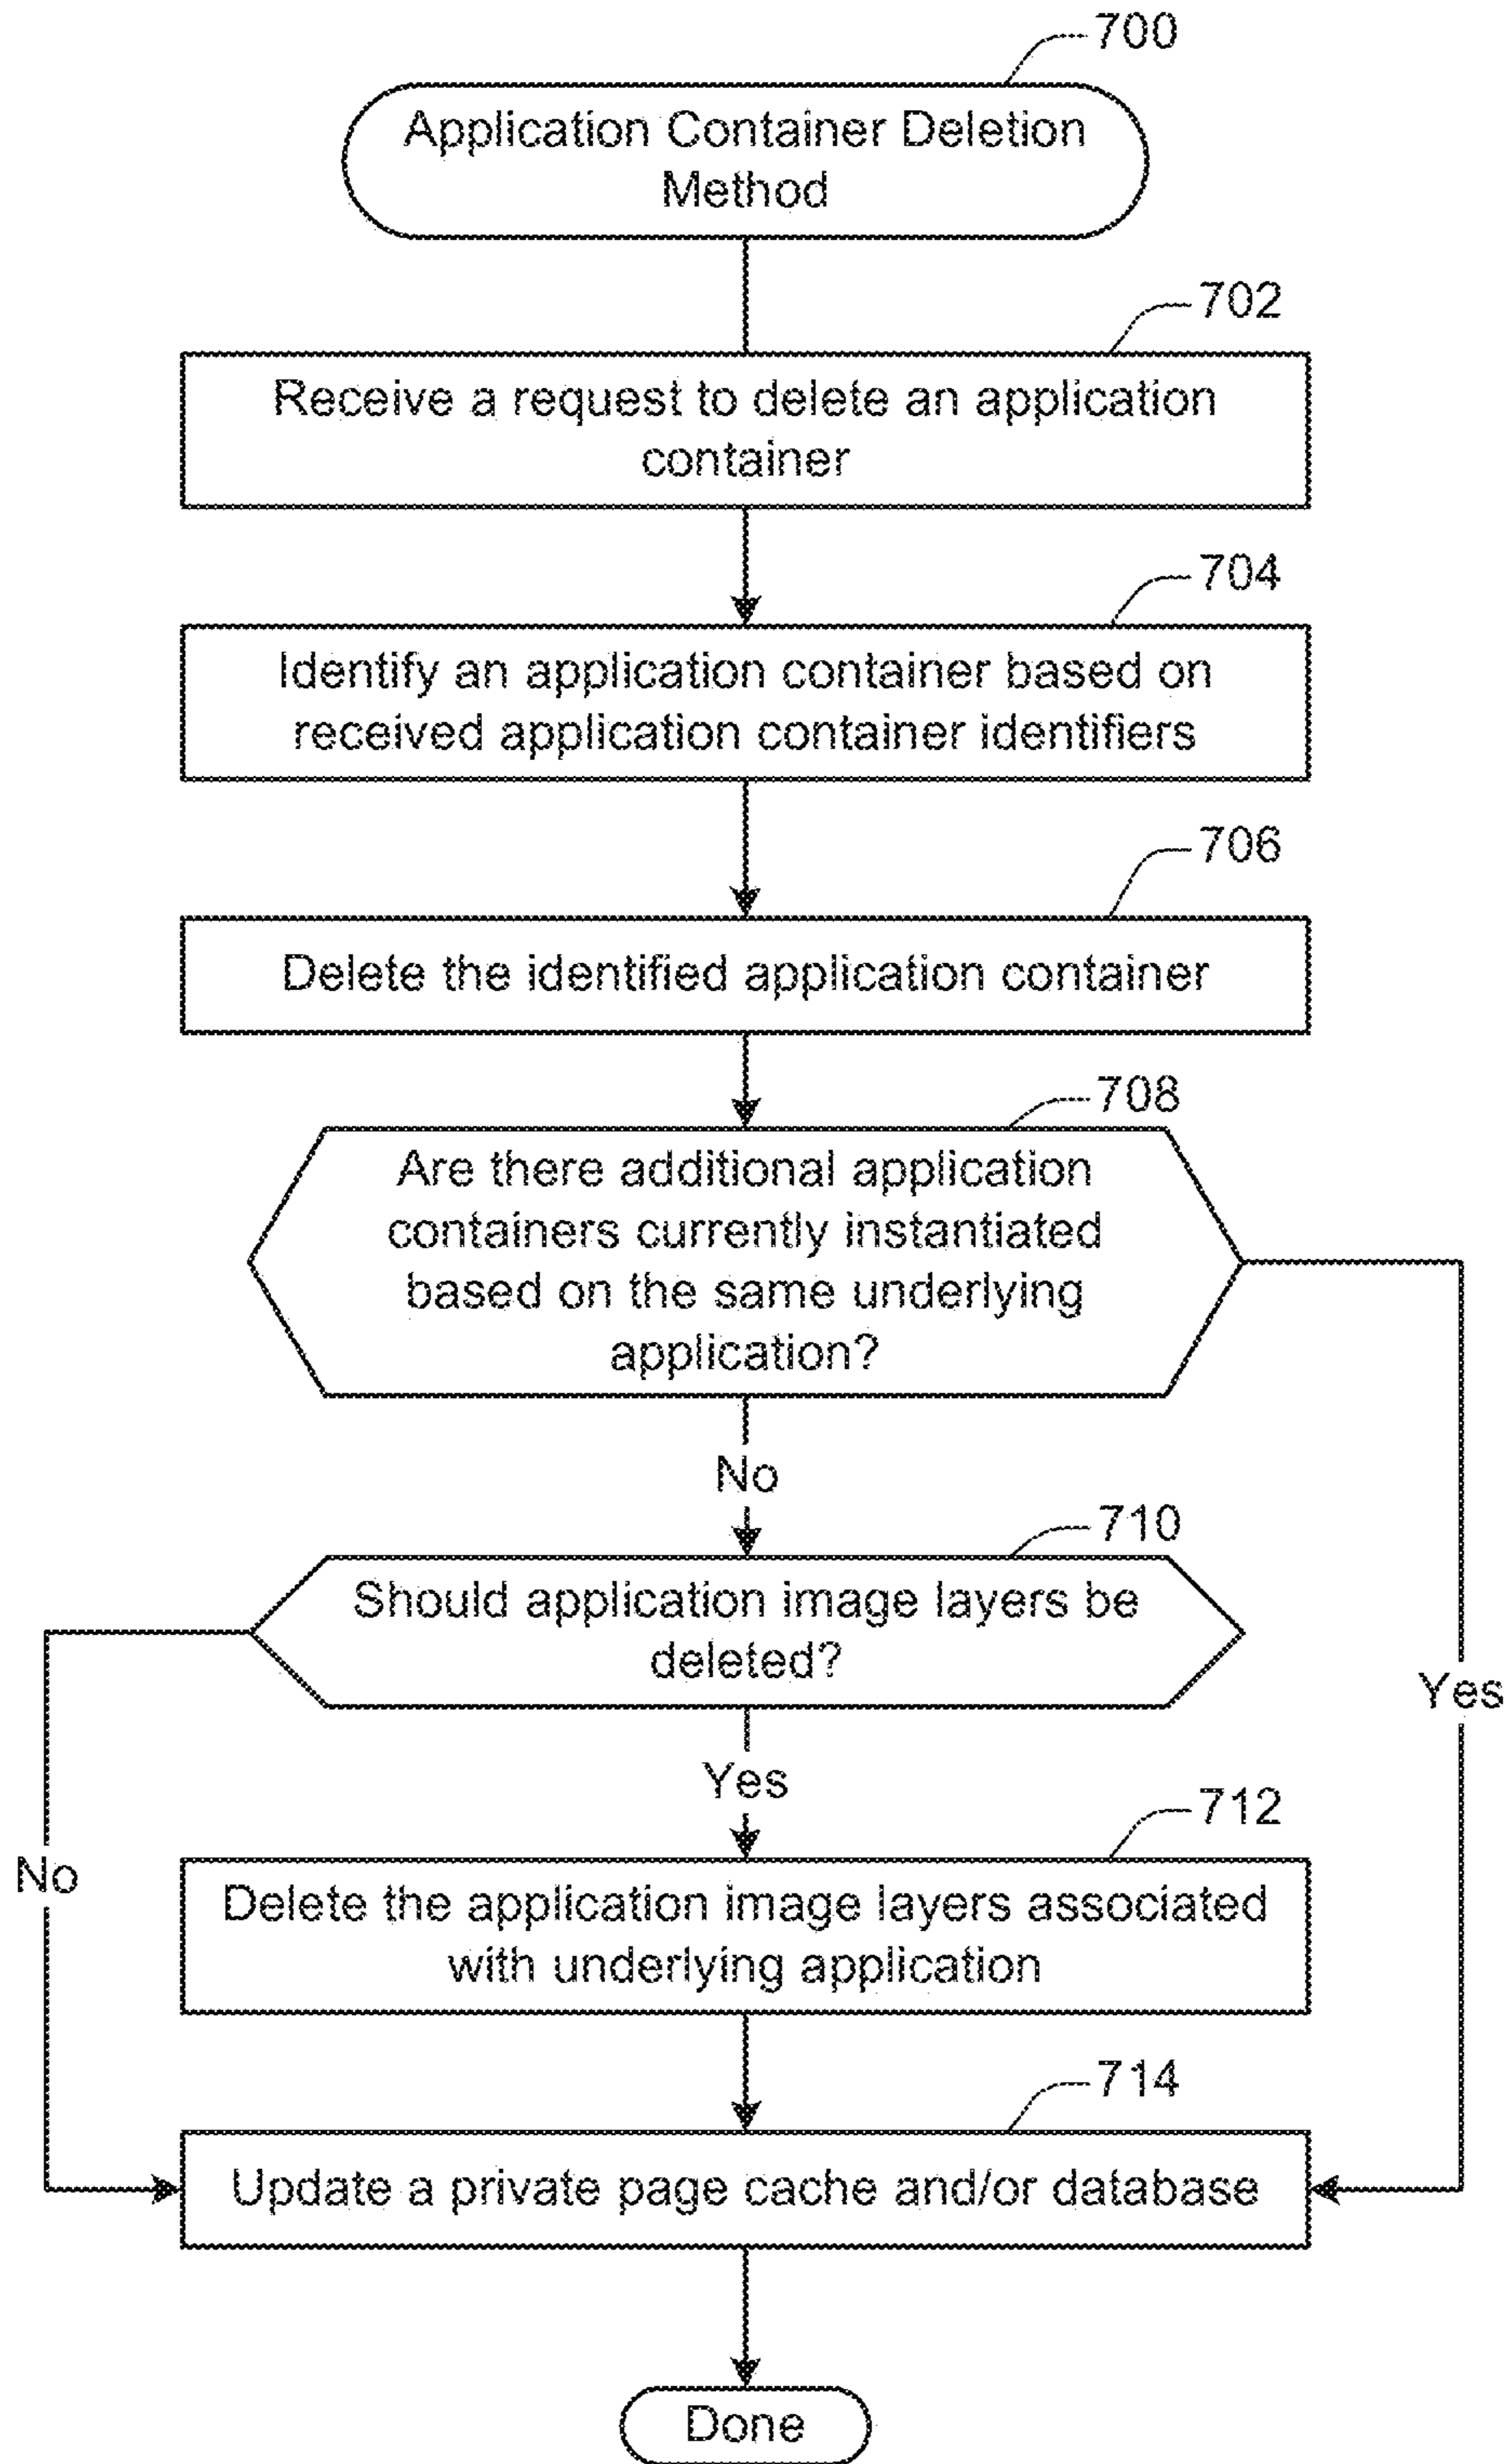 700
Application Container Deletion
Method
702
Receive a request to delete an application
container
704
Identify an application container based on
received application container identifiers
706
Delete the identified application container
708
Are there additional application
containers currently instantiated
based on the same underlying
application?
No
710
Should application image layers be
deleted?
Yes
Yes
712
No
Delete the application image layers associated
with underlying application
714
Update a private page cache and/or database
Done